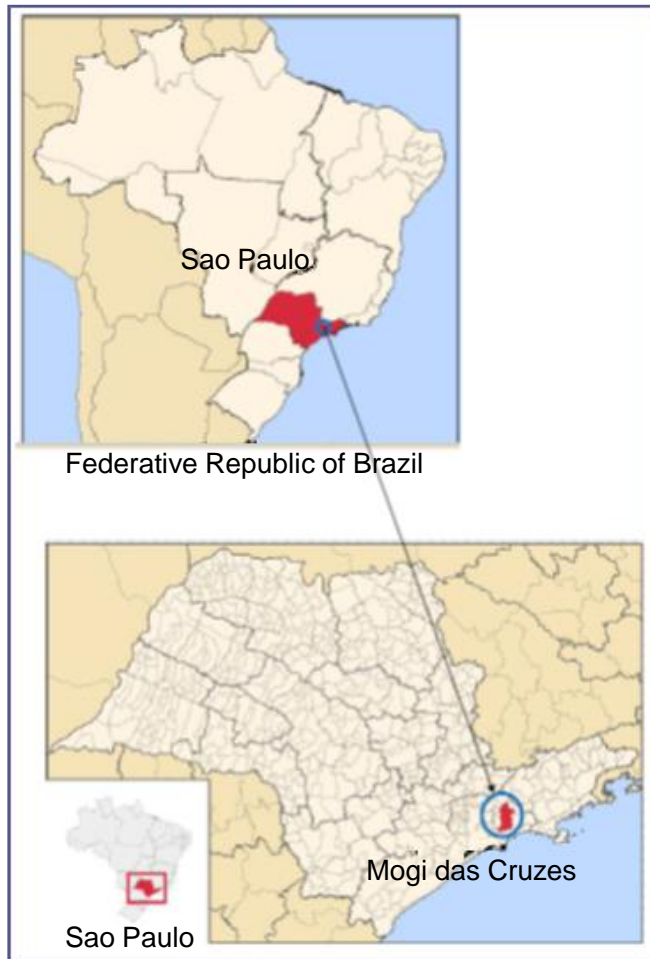 Sao Paulo
Federative Republic of Brazil
Mogi das Cruzes
Sao Paulo